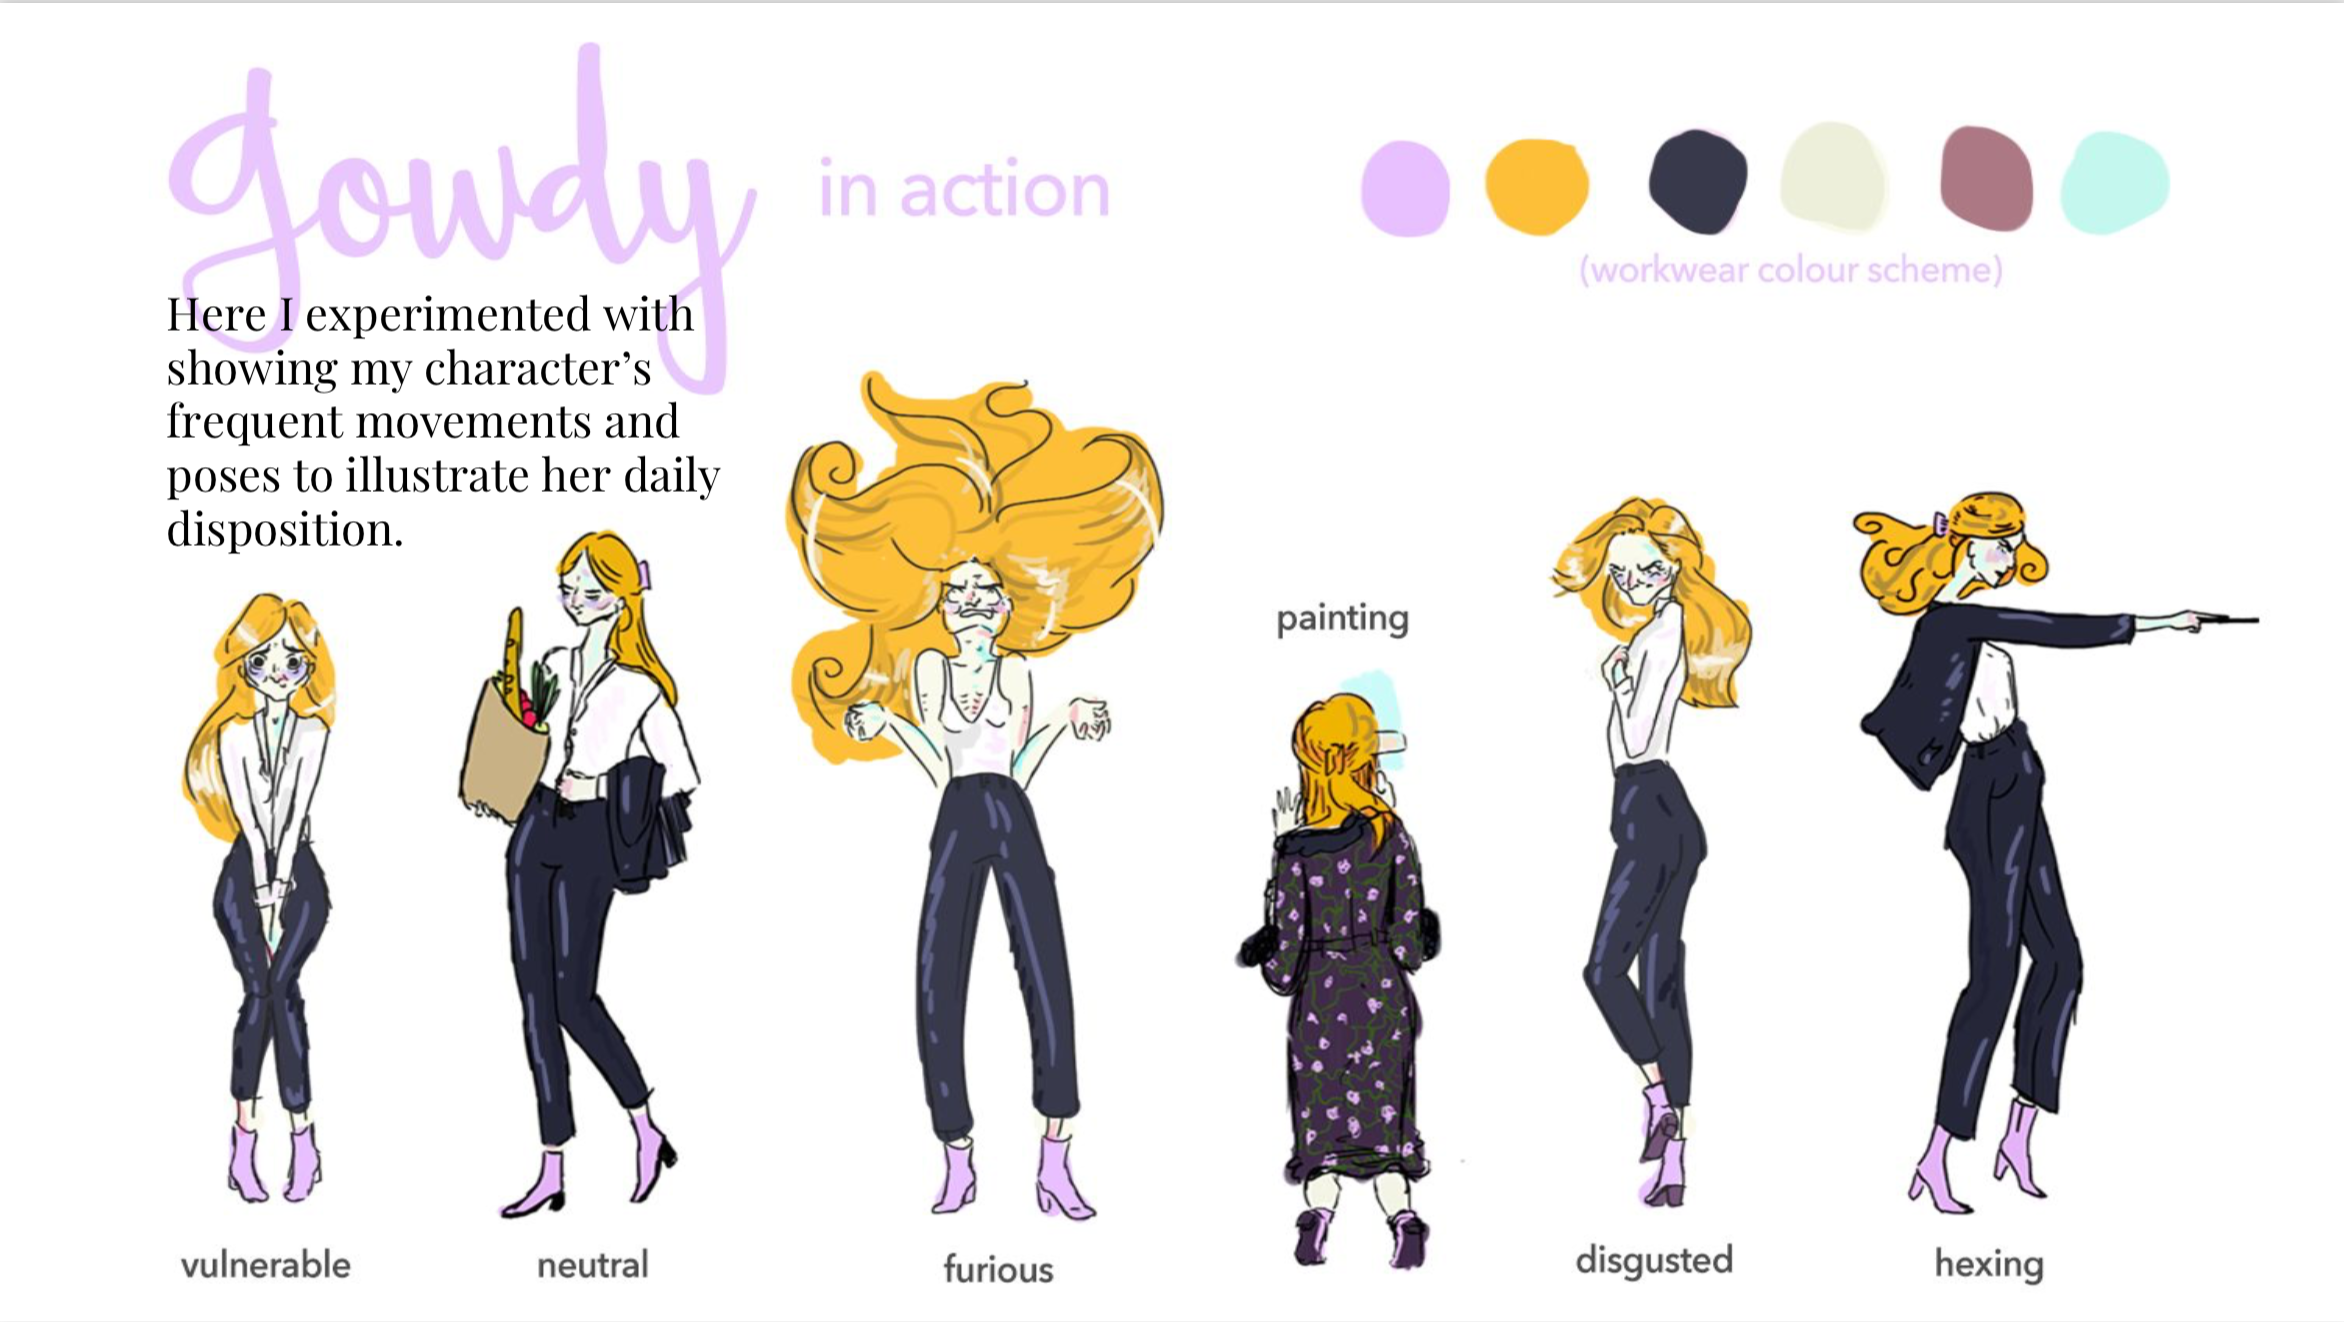 gowdy in action
(workwear colour scheme)
Here I experimented with
showing my character’s
frequent movements and
poses to illustrate her daily
disposition.
painting
vulnerable
neutral
furious
disgusted
hexing